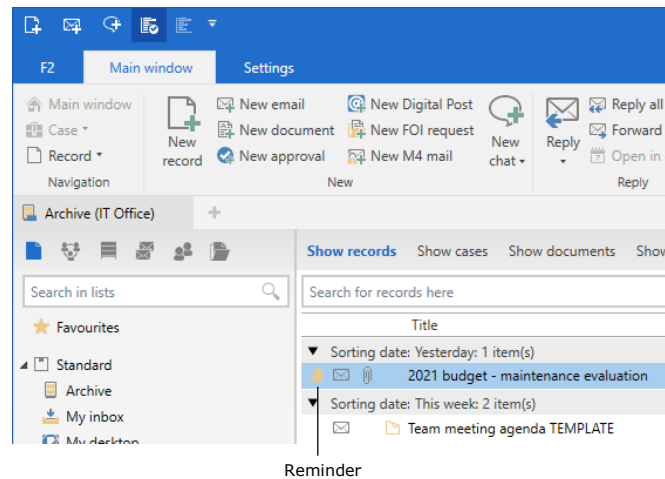 F2 Main window Settings
Main window New email New Digital Post Reply all
Case New document New FOI request Forward
New New Reply
Record record New approval New M4 mail chat Open in
Navigation New Reply
Archive (IT Office) +
Show records Show cases Show documents Show
Search in lists Search for records here
Favourites Title
Sorting date: Yesterday: 1 item(s)
Standard 2021 budget - maintenance evaluation
Archive Sorting date: This week: 2 item(s)
My inbox Team meeting agenda TEMPLATE
My desktop
Reminder